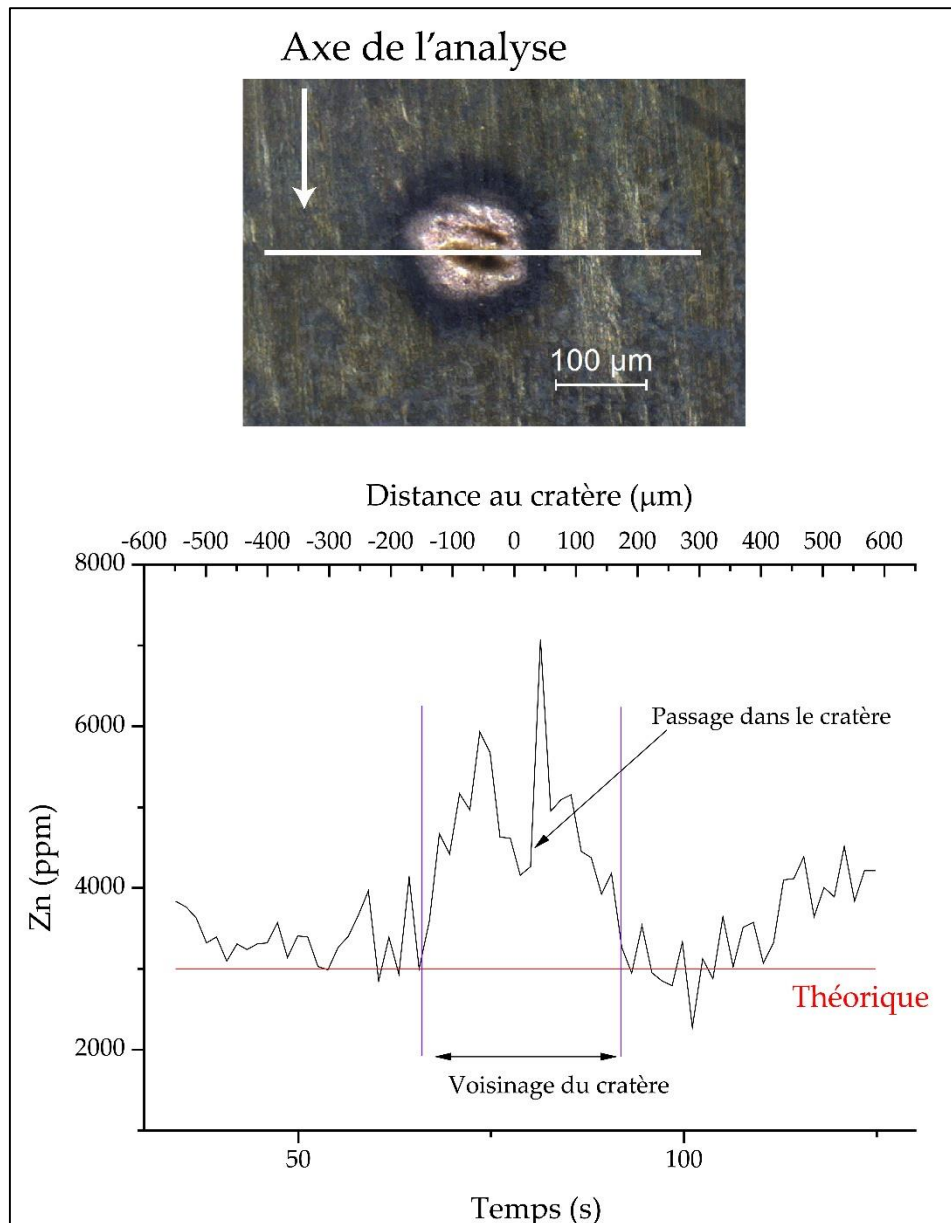 Axe de l'analyse
100 µm
Distance au cratère (µm)
-600 -500 -400 -300 -200 -100 0 100 200 300 400 500 600
8000
6000
4000
2000
Zn (ppm)
Passage dans le cratère
Théorique
Voisinage du cratère
50 100
Temps (s)